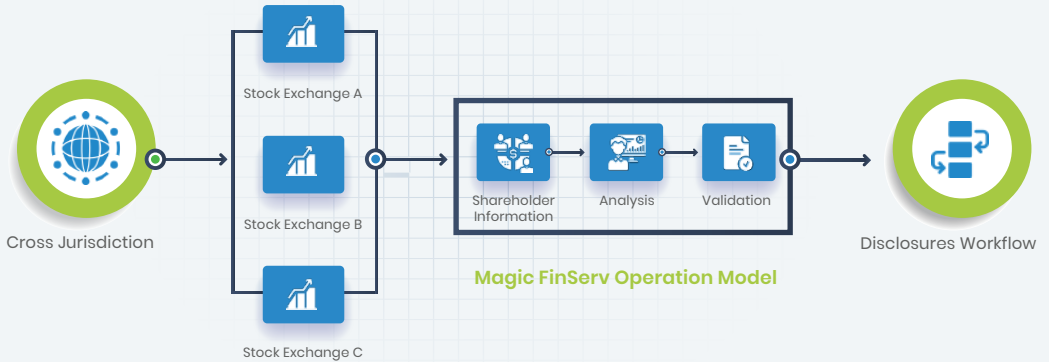 Cross Jurisdiction
Stock Exchange A
Stock Exchange B
Stock Exchange C
Shareholder
Information
Analysis
Validation
Magic FinServ Operation Model
Disclosures Workflow